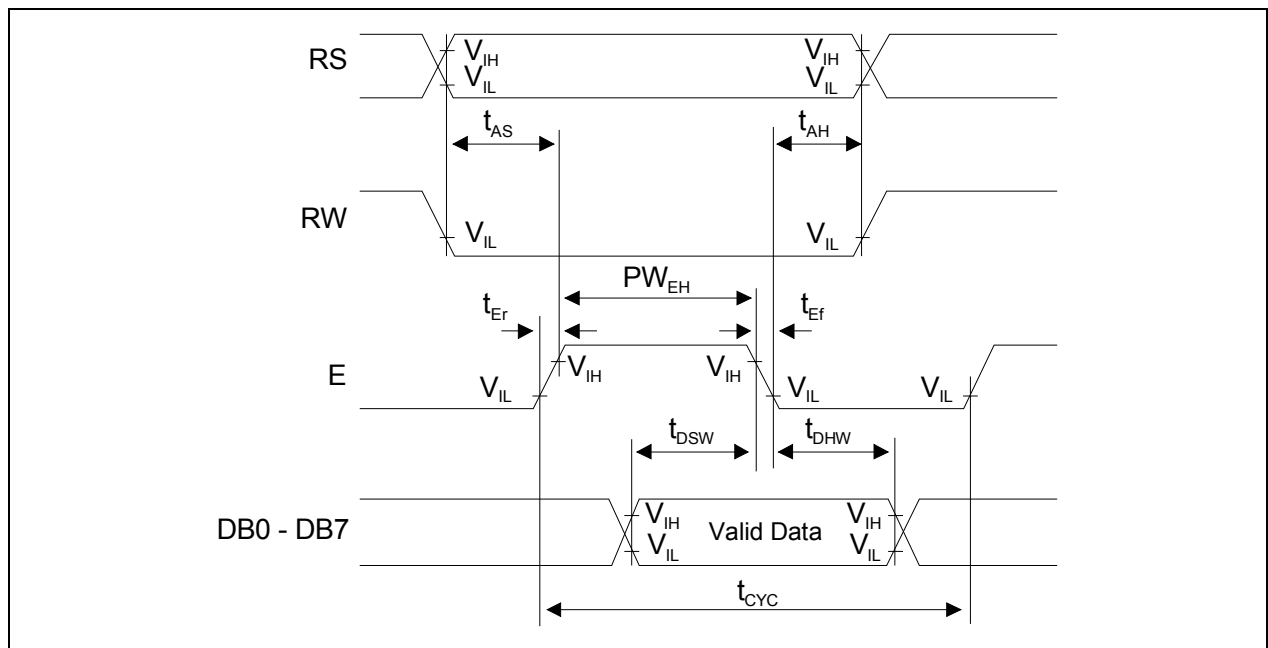 RS
V_IH
V_IL
V_IH
V_IL
t_AS
t_AH
RW
V_IL
V_IL
PW_EH
t_Er
t_Ef
E
V_IL
V_IH
V_IH
V_IL
V_IL
t_DSW
t_DHW
DB0 - DB7
V_IH
V_IL
Valid Data
V_IH
V_IL
t_CYC